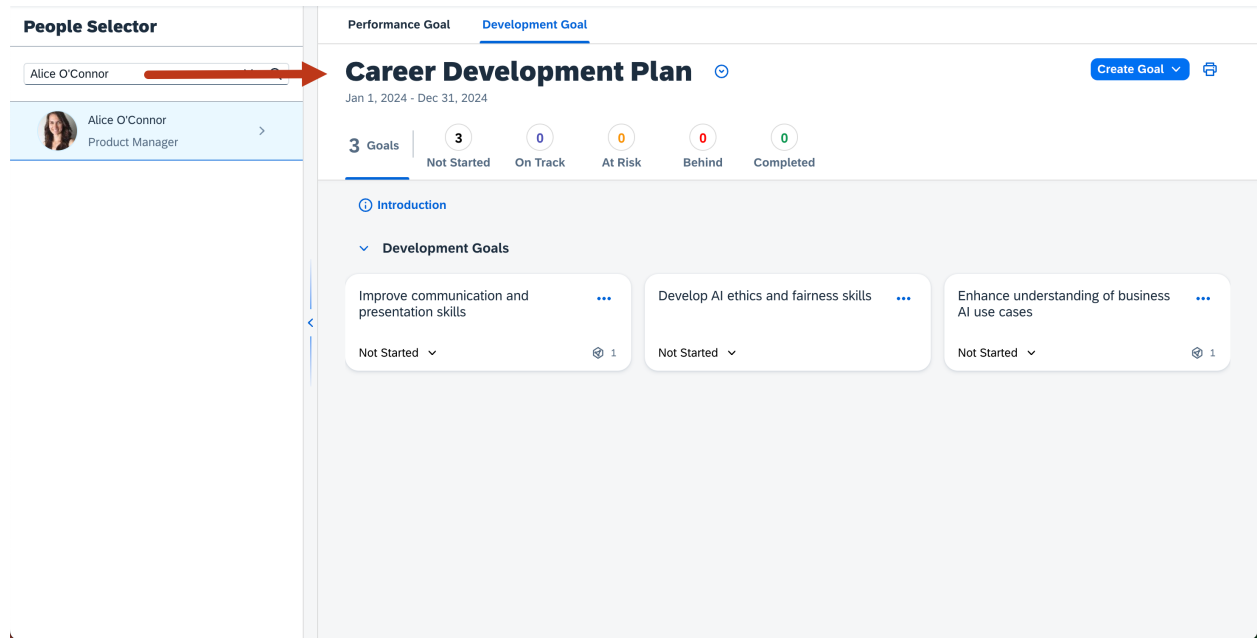 People Selector
Alice O'Connor
Alice O'Connor
Product Manager
Performance Goal
Development Goal
Career Development Plan
Create Goal
Jan 1, 2024 - Dec 31, 2024
3 Goals
3
Not Started
0
On Track
0
At Risk
0
Behind
0
Completed
Introduction
Development Goals
Improve communication and
presentation skills
Not Started
1
Develop AI ethics and fairness skills
Not Started
Enhance understanding of business
AI use cases
Not Started
1